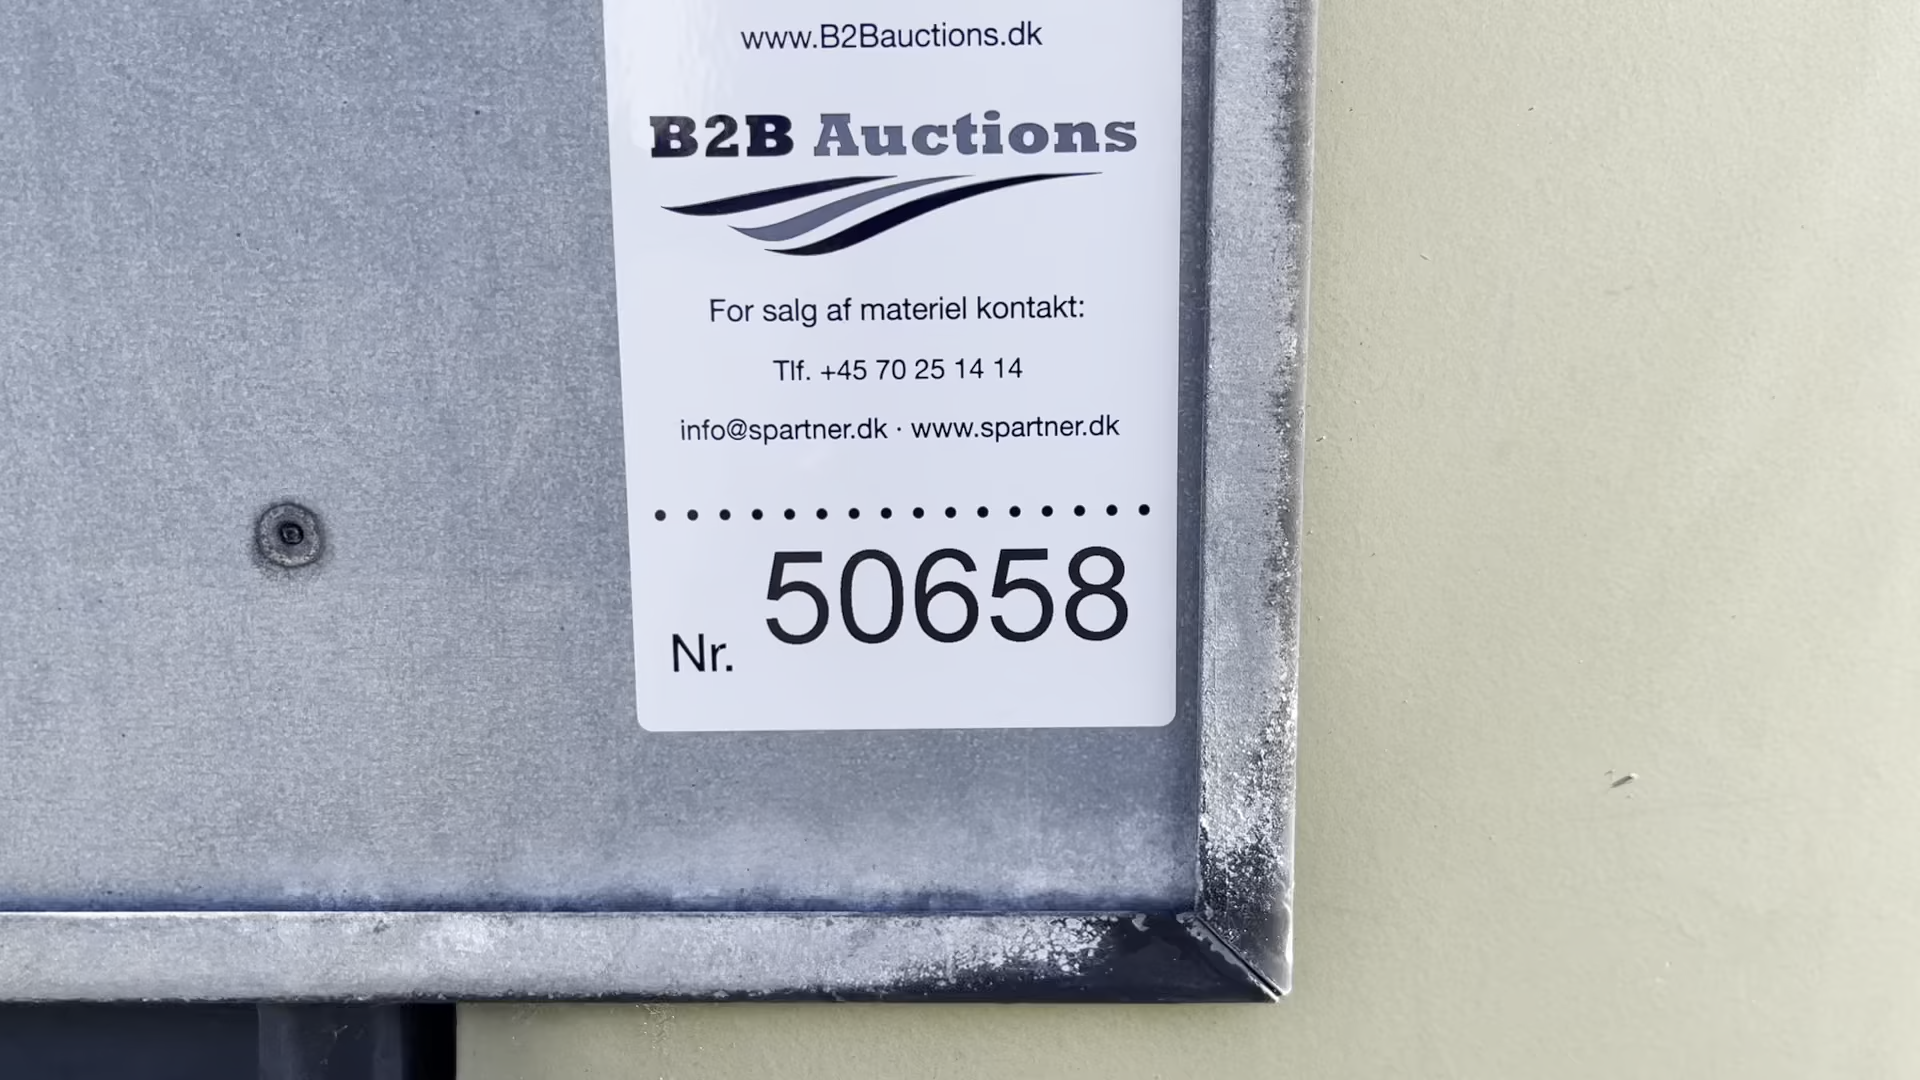 www.B2Bauctions.dk
B2B Auctions
For salg af materiel kontakt:
Tlf. +45 70 25 14 14
info@spartner.dk · www.spartner.dk
Nr. 50658